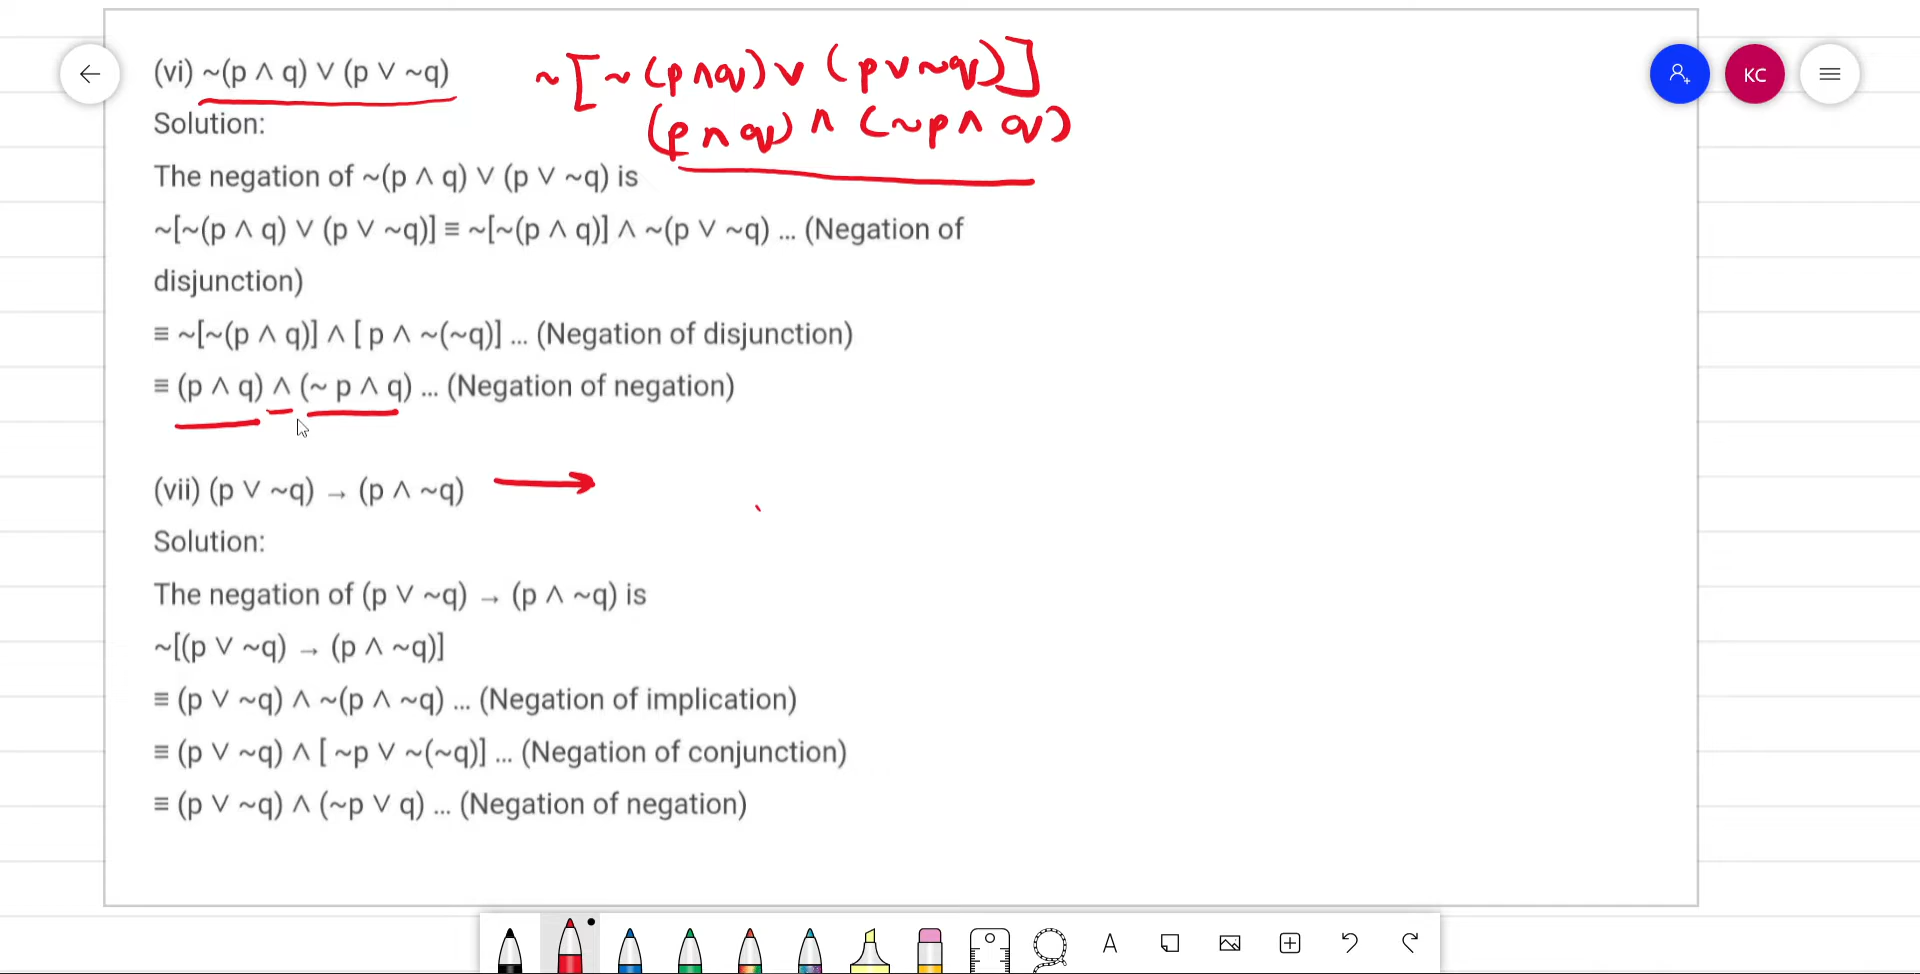 (vi) ~(p ∧ q) ∨ (p ∨ ~q)
~[~(p∧q)∨(p∨~q)]
KC
Solution:
(p∧q)∧(~p∧q)
The negation of ~(p ∧ q) ∨ (p ∨ ~q) is
~[~(p ∧ q) ∨ (p ∨ ~q)] ≡ ~[~(p ∧ q)] ∧ ~(p ∨ ~q) ... (Negation of
disjunction)
≡ ~[~(p ∧ q)] ∧ [ p ∧ ~(~q)] ... (Negation of disjunction)
≡ (p ∧ q) ∧ (~ p ∧ q) ... (Negation of negation)
(vii) (p ∨ ~q) → (p ∧ ~q)
Solution:
The negation of (p ∨ ~q) → (p ∧ ~q) is
~[(p ∨ ~q) → (p ∧ ~q)]
≡ (p ∨ ~q) ∧ ~(p ∧ ~q) ... (Negation of implication)
≡ (p ∨ ~q) ∧ [ ~p ∨ ~(~q)] ... (Negation of conjunction)
≡ (p ∨ ~q) ∧ (~p ∨ q) ... (Negation of negation)
A